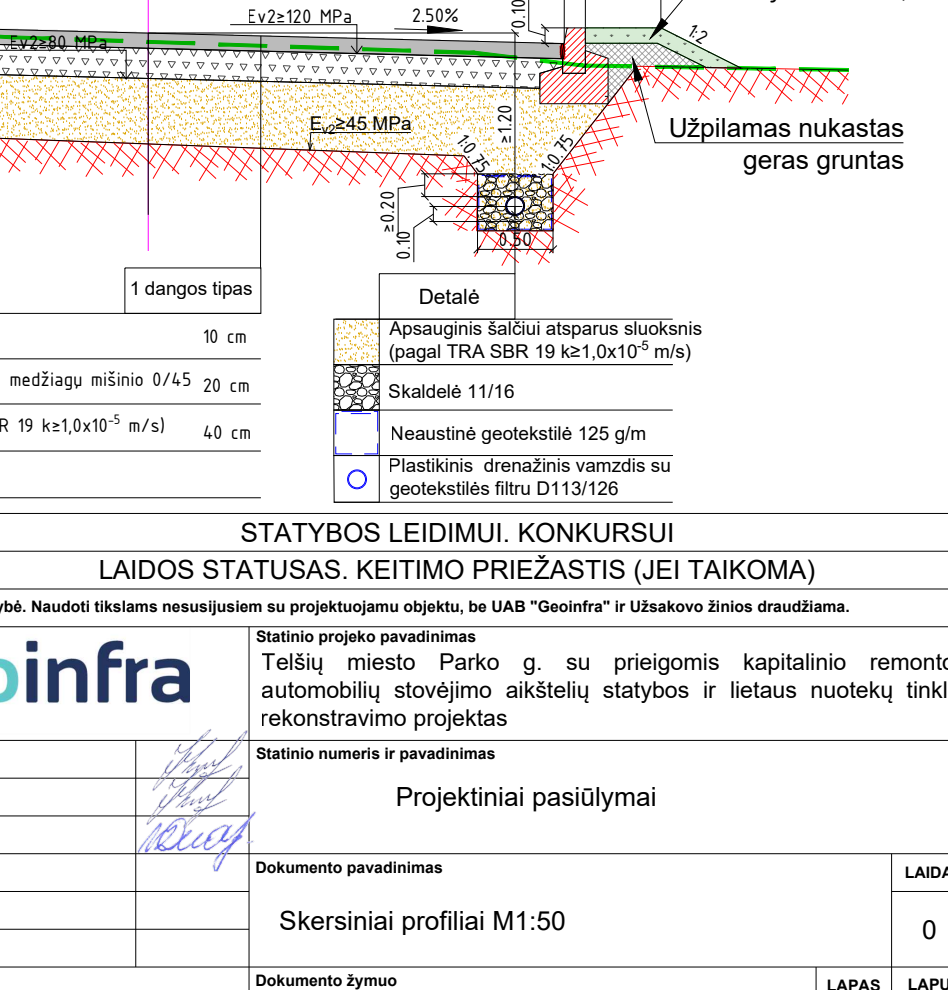 Ev2≥120 MPa
2.50%
0.10
1:2
Ev2≥80 MPa
Ev2≥45 MPa
≥1.20
1:0,75
1:0,75
Užpilamas nukastas
geras gruntas
≥0.20
0.10
0.50
1 dangos tipas
10 cm
medžiagų mišinio 0/45 20 cm
R 19 k≥1,0x10⁻⁵ m/s) 40 cm
Detalė
Apsauginis šalčiui atsparus sluoksnis
(pagal TRA SBR 19 k≥1,0x10⁻⁵ m/s)
Skaldelė 11/16
Neaustinė geotekstilė 125 g/m
Plastikinis drenažinis vamzdis su
geotekstilės filtru D113/126
STATYBOS LEIDIMUI. KONKURSUI
LAIDOS STATUSAS. KEITIMO PRIEŽASTIS (JEI TAIKOMA)
ybė. Naudoti tikslams nesusijusiem su projektuojamu objektu, be UAB "Geoinfra" ir Užsakovo žinios draudžiama.
oinfra
Statinio projeko pavadinimas
Telšių miesto Parko g. su prieigomis kapitalinio remonto
automobilių stovėjimo aikštelių statybos ir lietaus nuotekų tinkl
rekonstravimo projektas
Statinio numeris ir pavadinimas
Projektiniai pasiūlymai
Dokumento pavadinimas
LAIDA
Skersiniai profiliai M1:50
0
Dokumento žymuo
LAPAS
LAPU